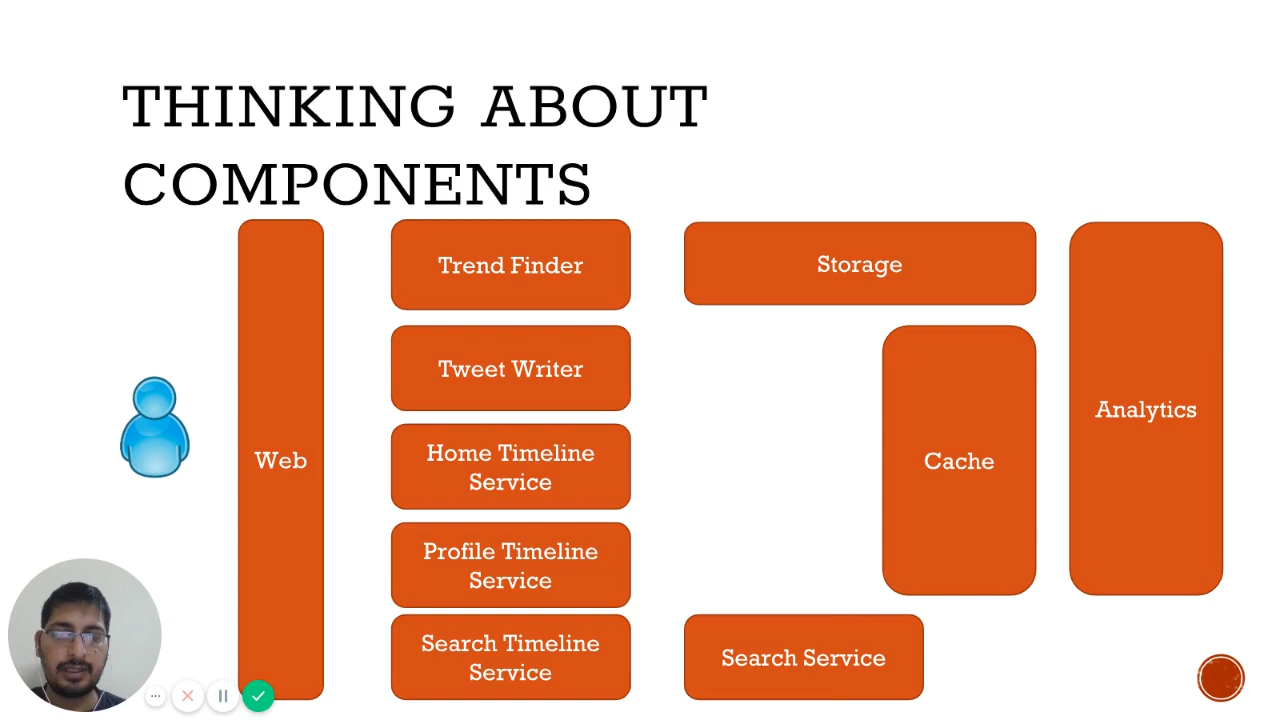 THINKING ABOUT
COMPONENTS
Web
Trend Finder
Tweet Writer
Home Timeline
Service
Profile Timeline
Service
Search Timeline
Service
Storage
Cache
Search Service
Analytics